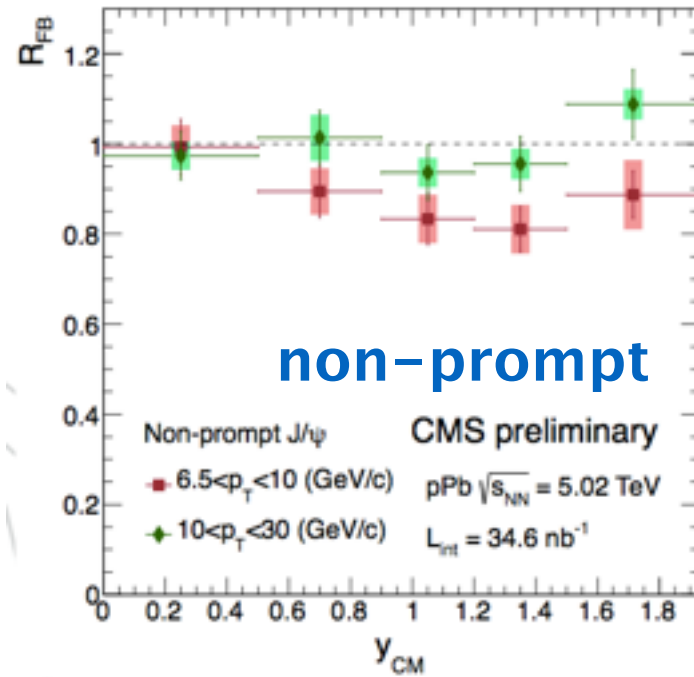 R_FB
1.2
1
0.8
0.6
0.4
0.2
0
non-prompt
Non-prompt J/ψ
CMS preliminary
6.5<p_T<10 (GeV/c)
pPb √s_NN = 5.02 TeV
10<p_T<30 (GeV/c)
L_int = 34.6 nb⁻¹
0 0.2 0.4 0.6 0.8 1 1.2 1.4 1.6 1.8
y_CM